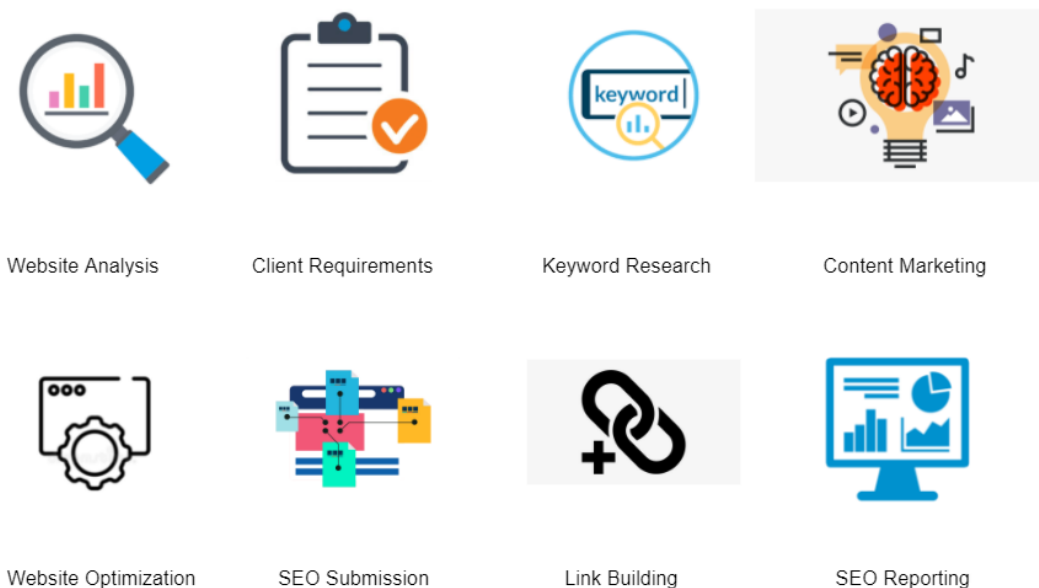 keyword
Website Analysis
Client Requirements
Keyword Research
Content Marketing
Website Optimization
SEO Submission
Link Building
SEO Reporting